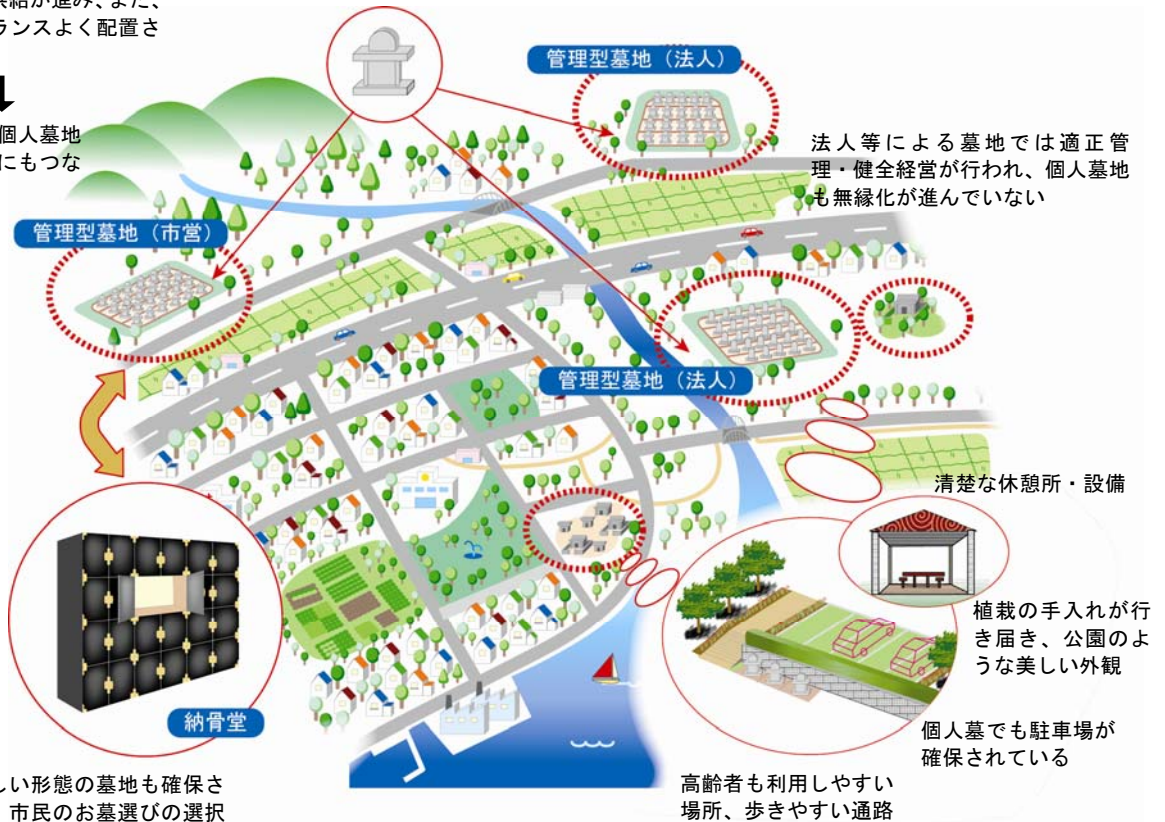 供給が進み、また、
ランスよく配置さ
個人墓地
にもつな
管理型墓地（法人）
法人等による墓地では適正管
理・健全経営が行われ、個人墓地
も無縁化が進んでいない
管理型墓地（市営）
管理型墓地（法人）
清楚な休憩所・設備
植栽の手入れが行
き届き、公園のよ
うな美しい外観
納骨堂
個人墓でも駐車場が
確保されている
しい形態の墓地も確保さ
市民のお墓選びの選択
高齢者も利用しやすい
場所、歩きやすい通路